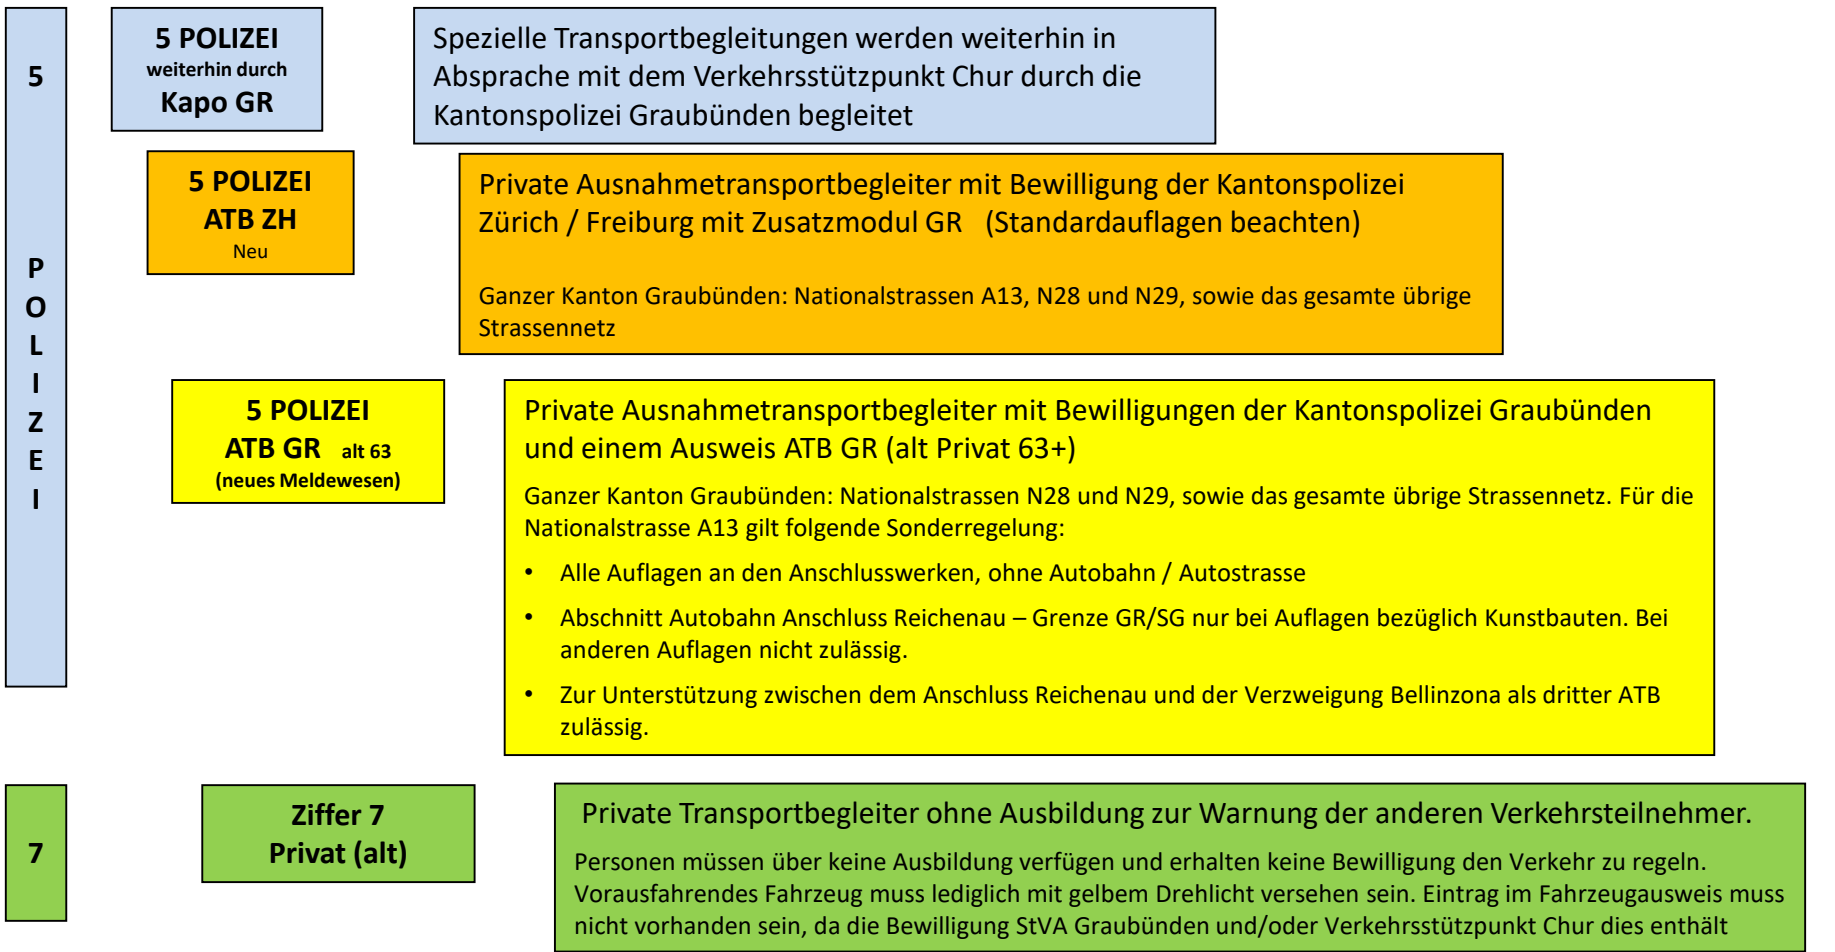 5
P
O
L
I
Z
E
I
5 POLIZEI
weiterhin durch
Kapo GR
Spezielle Transportbegleitungen werden weiterhin in
Absprache mit dem Verkehrsstützpunkt Chur durch die
Kantonspolizei Graubünden begleitet
5 POLIZEI
ATB ZH
Neu
Private Ausnahmetransportbegleiter mit Bewilligung der Kantonspolizei
Zürich / Freiburg mit Zusatzmodul GR (Standardauflagen beachten)
Ganzer Kanton Graubünden: Nationalstrassen A13, N28 und N29, sowie das gesamte übrige
Strassennetz
5 POLIZEI
ATB GR alt 63
(neues Meldewesen)
Private Ausnahmetransportbegleiter mit Bewilligungen der Kantonspolizei Graubünden
und einem Ausweis ATB GR (alt Privat 63+)
Ganzer Kanton Graubünden: Nationalstrassen N28 und N29, sowie das gesamte übrige Strassennetz. Für die
Nationalstrasse A13 gilt folgende Sonderregelung:
• Alle Auflagen an den Anschlusswerken, ohne Autobahn / Autostrasse
• Abschnitt Autobahn Anschluss Reichenau – Grenze GR/SG nur bei Auflagen bezüglich Kunstbauten. Bei
anderen Auflagen nicht zulässig.
• Zur Unterstützung zwischen dem Anschluss Reichenau und der Verzweigung Bellinzona als dritter ATB
zulässig.
7
Ziffer 7
Privat (alt)
Private Transportbegleiter ohne Ausbildung zur Warnung der anderen Verkehrsteilnehmer.
Personen müssen über keine Ausbildung verfügen und erhalten keine Bewilligung den Verkehr zu regeln.
Vorausfahrendes Fahrzeug muss lediglich mit gelbem Drehlicht versehen sein. Eintrag im Fahrzeugausweis muss
nicht vorhanden sein, da die Bewilligung StVA Graubünden und/oder Verkehrsstützpunkt Chur dies enthält